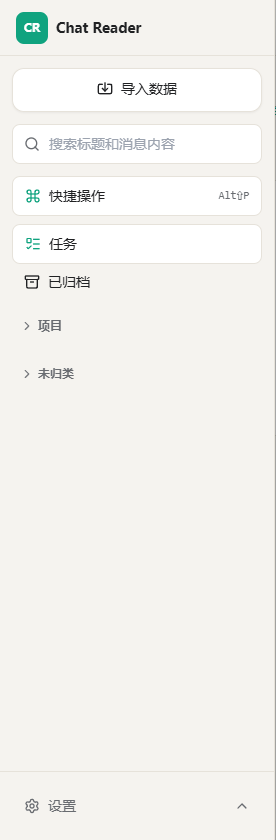 CR Chat Reader
导入数据
搜索标题和消息内容
快捷操作 Alt⇧P
任务
已归档
项目
未归类
设置